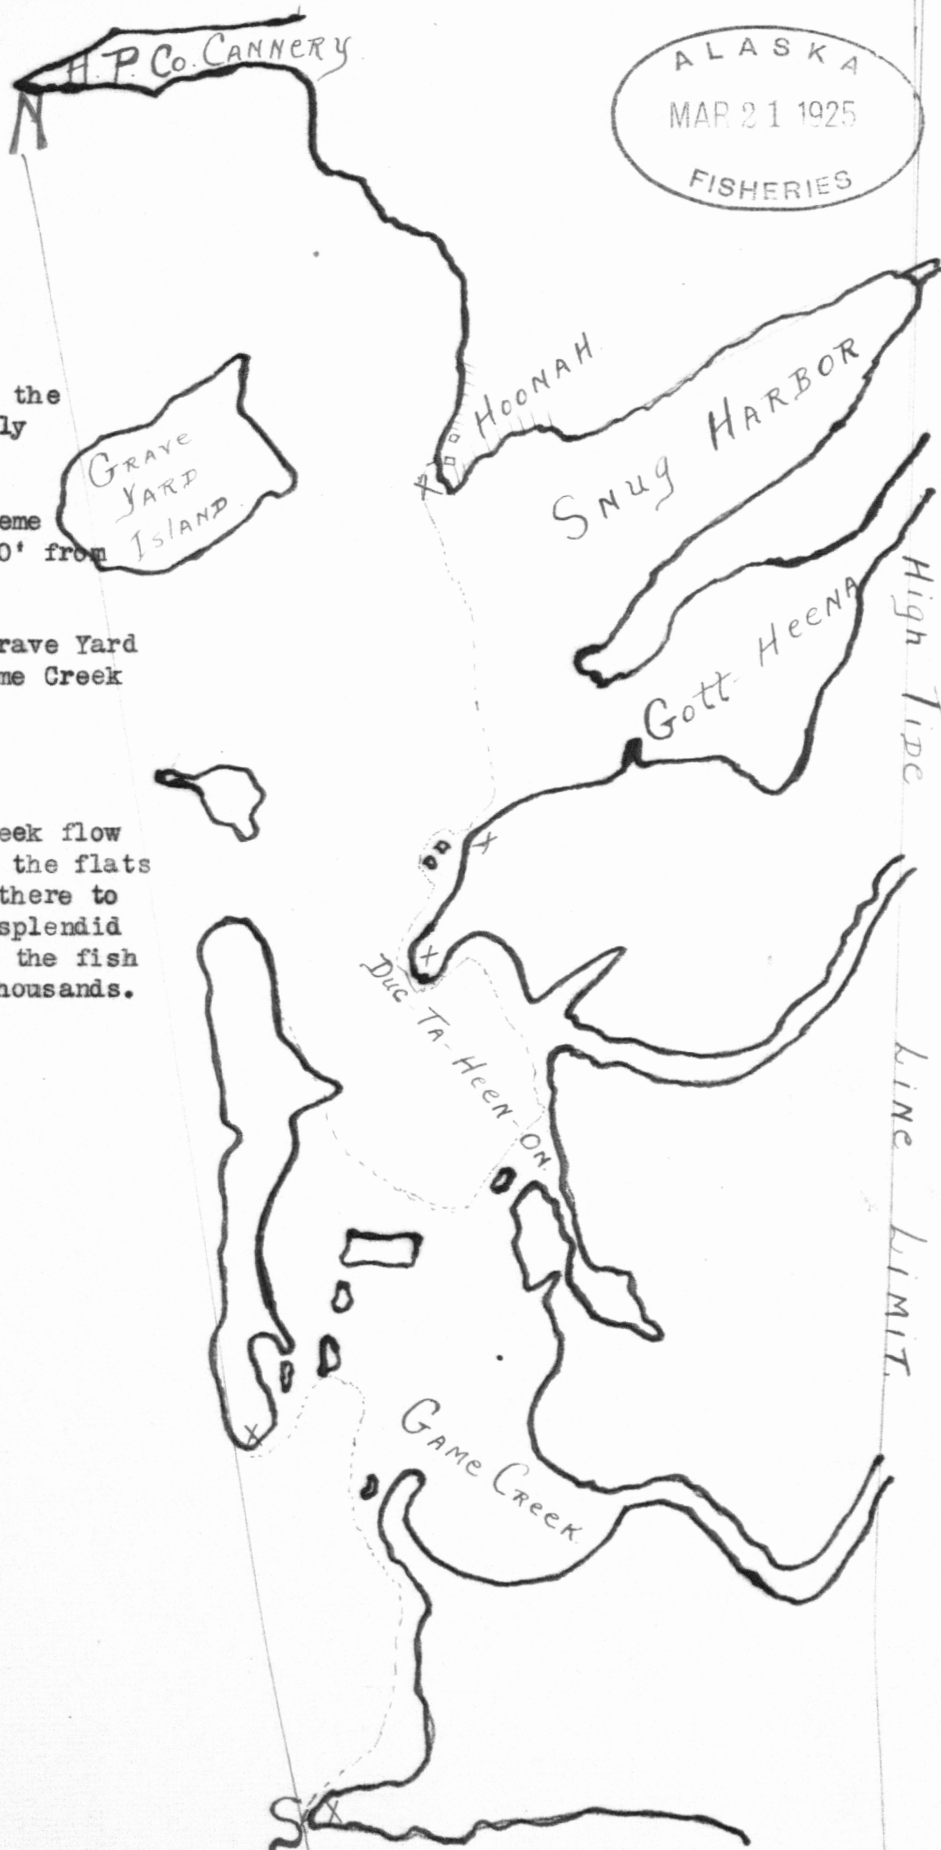 H. P. Co. CANNERY
N
ALASKA
MAR 21 1925
FISHERIES
HOONAH
SNUG HARBOR
GRAVE
YARD
ISLAND.
the
ly
eme
0' from
rave Yard
me Creek
GOTT HEENA
High TIDE
LINE LIMIT.
eek flow
the flats
there to
splendid
the fish
housands.
DUC-TA-HEEN-ON.
GAME CREEK.
S
X
X
X
X
X